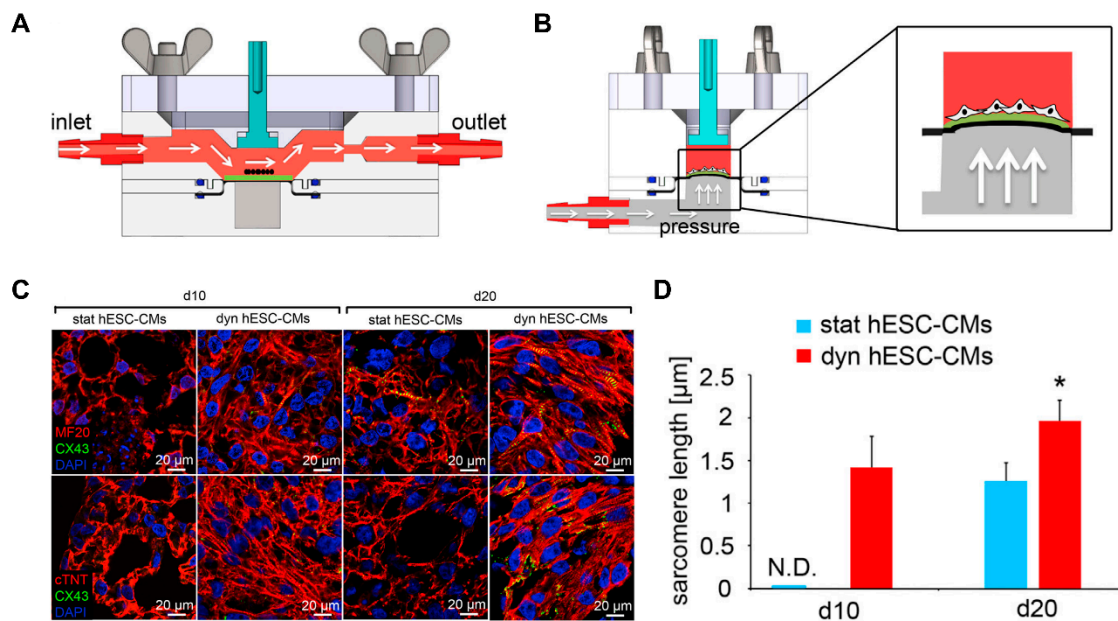 A
inlet
outlet
B
pressure
C
d10
d20
stat hESC-CMs
dyn hESC-CMs
stat hESC-CMs
dyn hESC-CMs
MF20
CX43
DAPI
20 µm
20 µm
20 µm
20 µm
cTNT
CX43
DAPI
20 µm
20 µm
20 µm
20 µm
D
stat hESC-CMs
dyn hESC-CMs
sarcomere length [µm]
2.5
2
1.5
1
0.5
0
N.D.
*
d10
d20